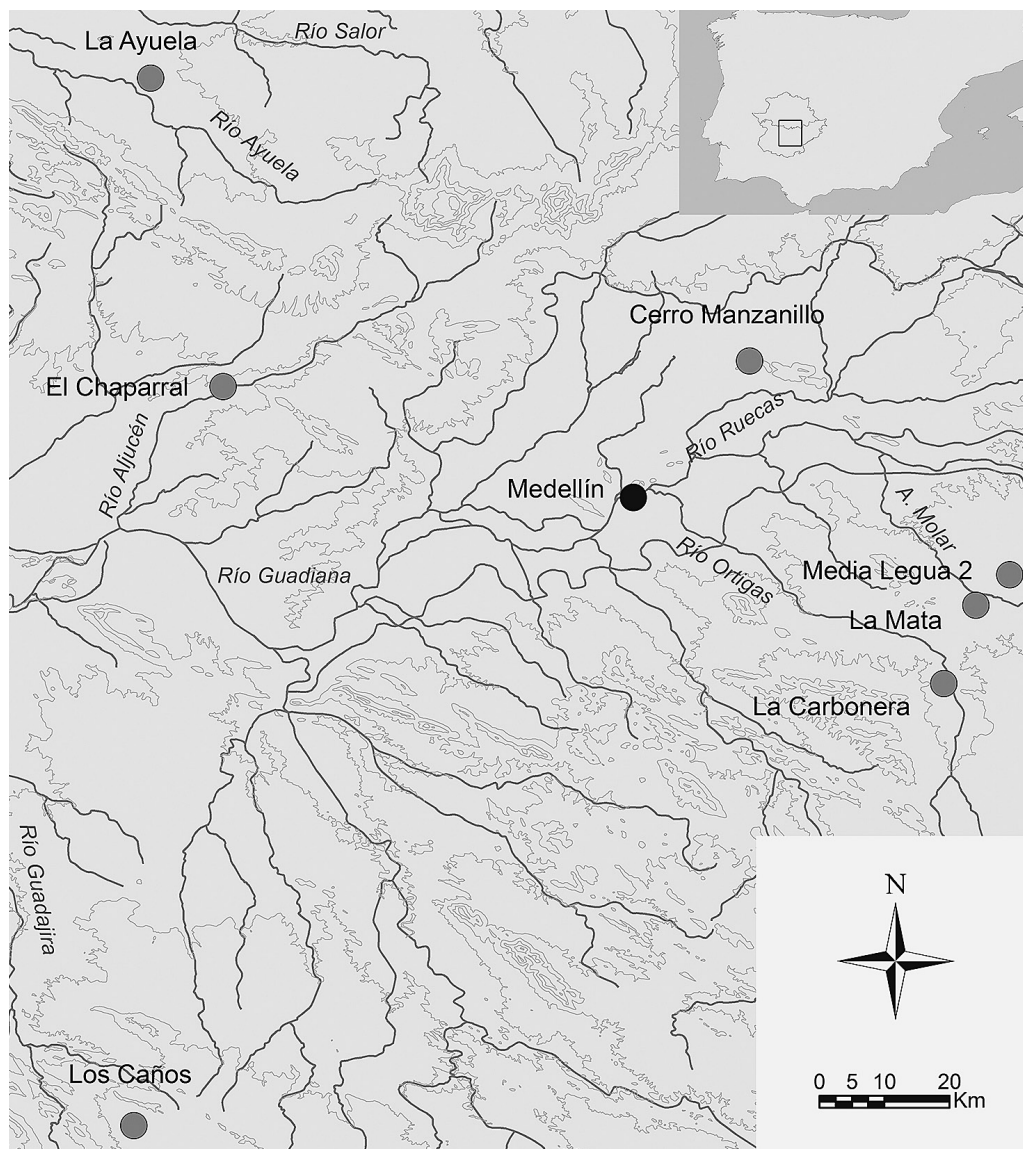 La Ayuela
Río Salor
Río Ayuela
Cerro Manzanillo
El Chaparral
Río Aljucén
Río Ruecas
Medellín
A. Molar
Río Ortigas
Media Legua 2
Río Guadiana
La Mata
La Carbonera
Río Guadajira
N
Los Caños
0 5 10 20
Km